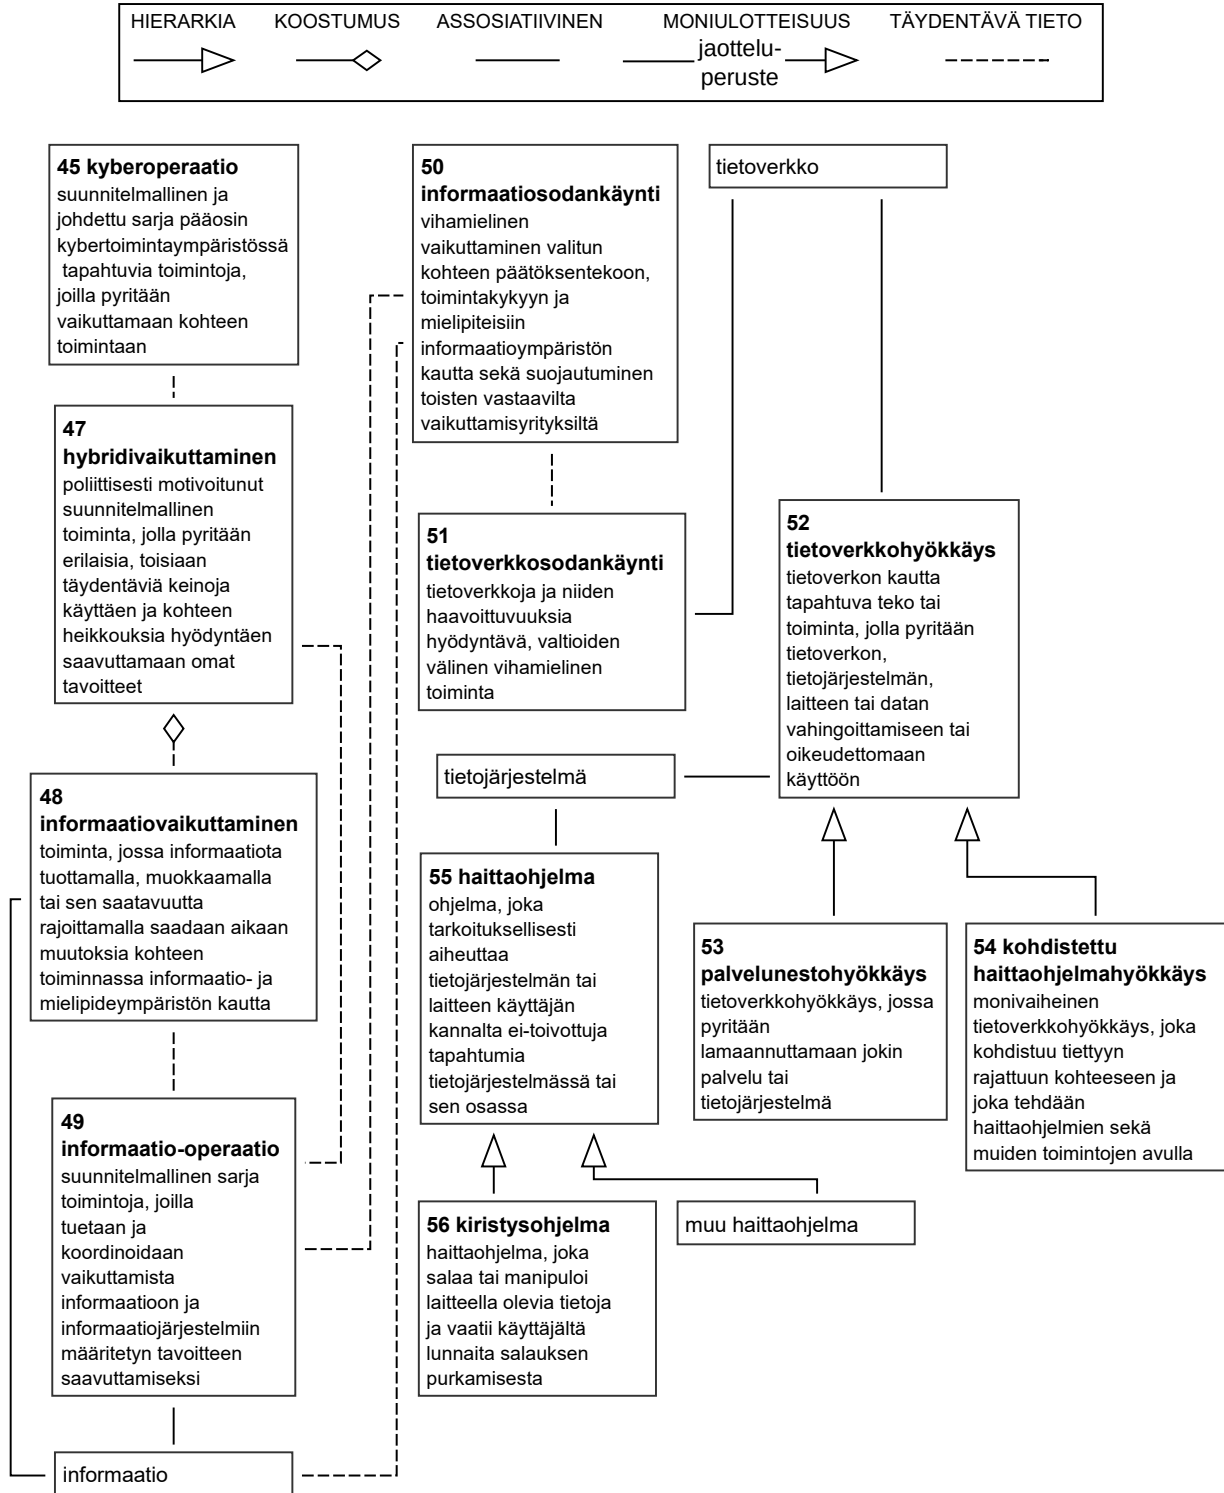 HIERARKIA
KOOSTUMUS
ASSOSIATIIVINEN
MONIULOTTEISUUS
TÄYDENTÄVÄ TIETO
jaottelu-
peruste
45 kyberoperaatio
suunnitelmallinen ja
johdettu sarja pääosin
kybertoimintaympäristössä
tapahtuvia toimintoja,
joilla pyritään
vaikuttamaan kohteen
toimintaan
50
informaatiosodankäynti
vihamielinen
vaikuttaminen valitun
kohteen päätöksentekoon,
toimintakykyyn ja
mielipiteisiin
informaatioympäristön
kautta sekä suojautuminen
toisten vastaavilta
vaikuttamisyrityksiltä
tietoverkko
47
hybridivaikuttaminen
poliittisesti motivoitunut
suunnitelmallinen
toiminta, jolla pyritään
erilaisia, toisiaan
täydentäviä keinoja
käyttäen ja kohteen
heikkouksia hyödyntäen
saavuttamaan omat
tavoitteet
51
tietoverkkosodankäynti
tietoverkkoja ja niiden
haavoittuvuuksia
hyödyntävä, valtioiden
välinen vihamielinen
toiminta
52
tietoverkkohyökkäys
tietoverkon kautta
tapahtuva teko tai
toiminta, jolla pyritään
tietoverkon,
tietojärjestelmän,
laitteen tai datan
vahingoittamiseen tai
oikeudettomaan
käyttöön
tietojärjestelmä
48
informaatiovaikuttaminen
toiminta, jossa informaatiota
tuottamalla, muokkaamalla
tai sen saatavuutta
rajoittamalla saadaan aikaan
muutoksia kohteen
toiminnassa informaatio- ja
mielipideympäristön kautta
55 haittaohjelma
ohjelma, joka
tarkoituksellisesti
aiheuttaa
tietojärjestelmän tai
laitteen käyttäjän
kannalta ei-toivottuja
tapahtumia
tietojärjestelmässä tai
sen osassa
53
palvelunestohyökkäys
tietoverkkohyökkäys, jossa
pyritään
lamaannuttamaan jokin
palvelu tai
tietojärjestelmä
54 kohdistettu
haittaohjelmahyökkäys
monivaiheinen
tietoverkkohyökkäys, joka
kohdistuu tiettyyn
rajattuun kohteeseen ja
joka tehdään
haittaohjelmien sekä
muiden toimintojen avulla
49
informaatio-operaatio
suunnitelmallinen sarja
toimintoja, joilla
tuetaan ja
koordinoidaan
vaikuttamista
informaatioon ja
informaatiojärjestelmiin
määritetyn tavoitteen
saavuttamiseksi
56 kiristysohjelma
haittaohjelma, joka
salaa tai manipuloi
laitteella olevia tietoja
ja vaatii käyttäjältä
lunnaita salauksen
purkamisesta
muu haittaohjelma
informaatio